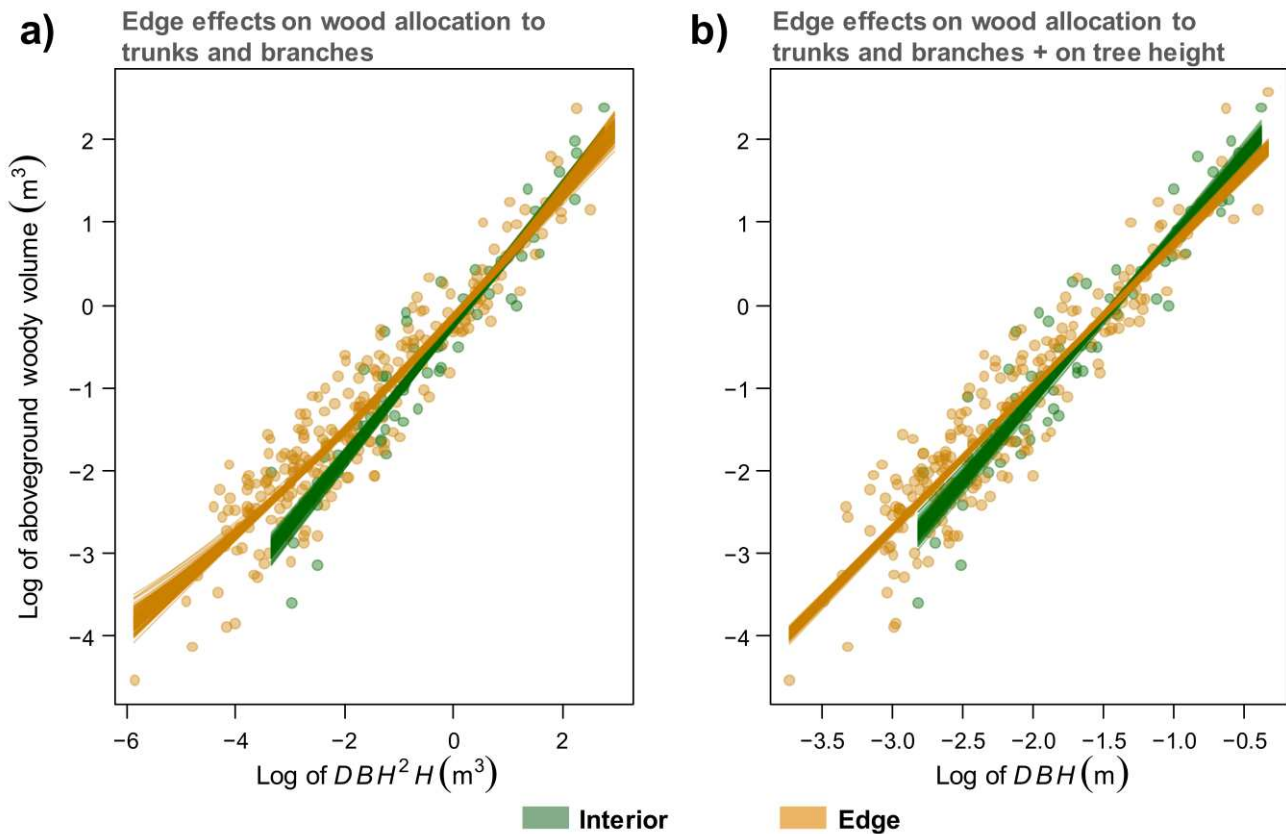 a)
Edge effects on wood allocation to
trunks and branches
b)
Edge effects on wood allocation to
trunks and branches + on tree height
Log of aboveground woody volume (m³)
2
1
0
−1
−2
−3
−4
−6
−4
−2
0
2
Log of DBH² H (m³)
2
1
0
−1
−2
−3
−4
−3.5
−3.0
−2.5
−2.0
−1.5
−1.0
−0.5
Log of DBH (m)
Interior
Edge